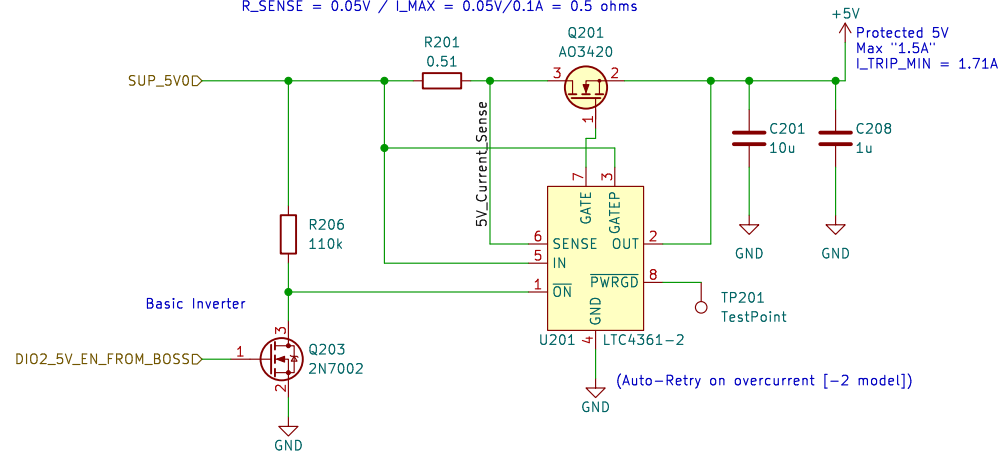 R_SENSE = 0.05V / I_MAX = 0.05V/0.1A = 0.5 ohms
+5V
Protected 5V
Max "1.5A"
I_TRIP_MIN = 1.71A
Q201
AO3420
R201
0.51
SUP_5V0
3
2
1
5V_Current_Sense
C201
10u
C208
1u
GND
GND
7
3
GATE
GATEP
R206
110k
6
SENSE
OUT
2
5
IN
1
ON
PWRGD
8
GND
4
U201
LTC4361-2
TP201
TestPoint
Basic Inverter
DIO2_5V_EN_FROM_BOSS
1
3
2
Q203
2N7002
(Auto-Retry on overcurrent [-2 model])
GND
GND